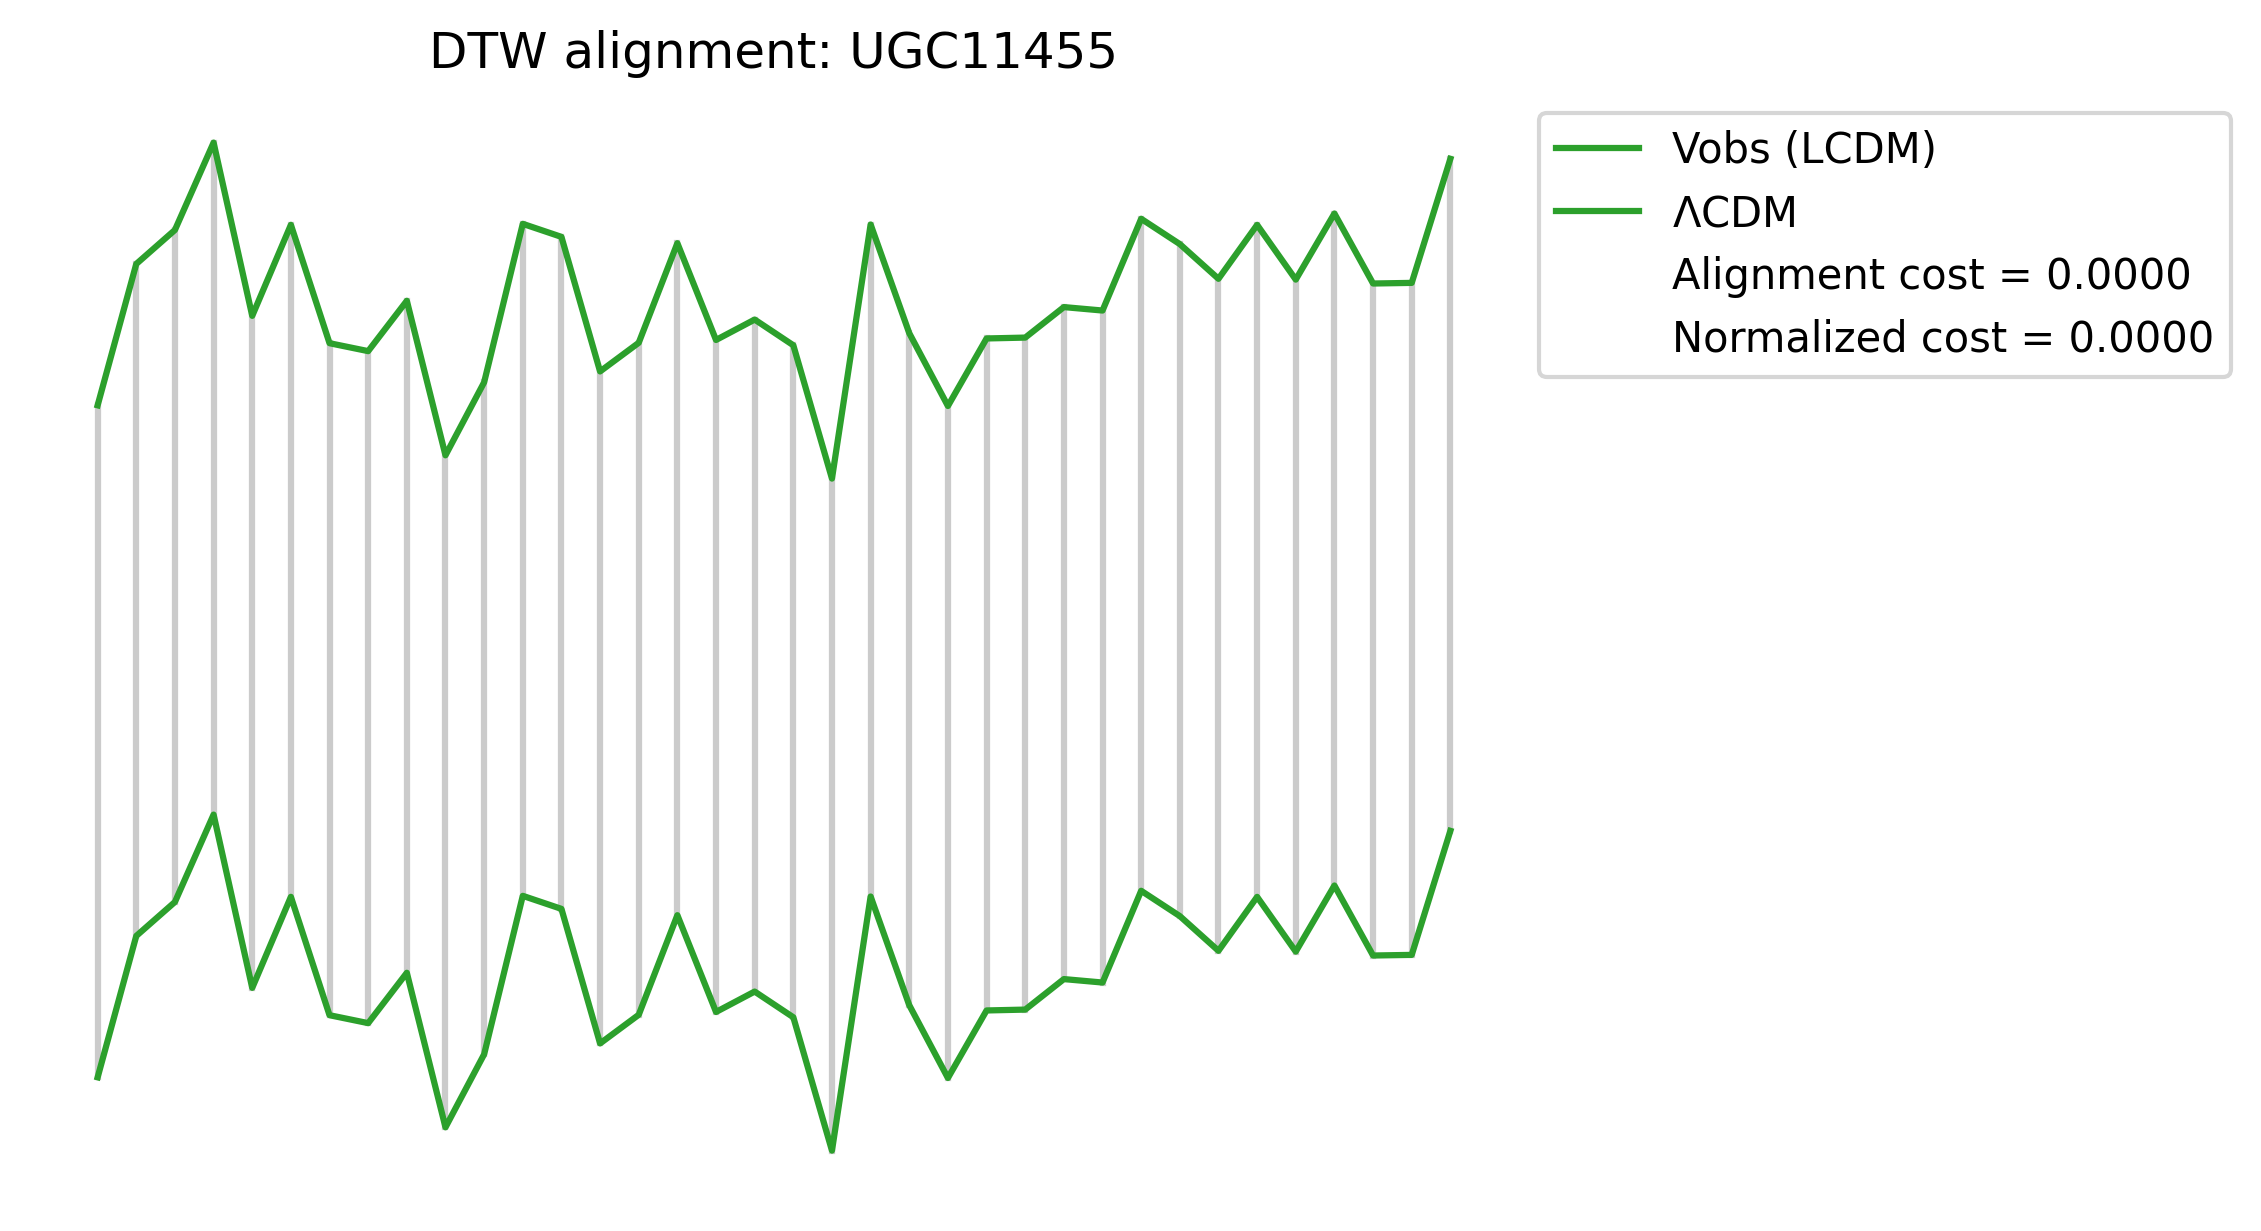 DTW alignment: UGC11455
Vobs (LCDM)
ΛCDM
Alignment cost = 0.0000
Normalized cost = 0.0000